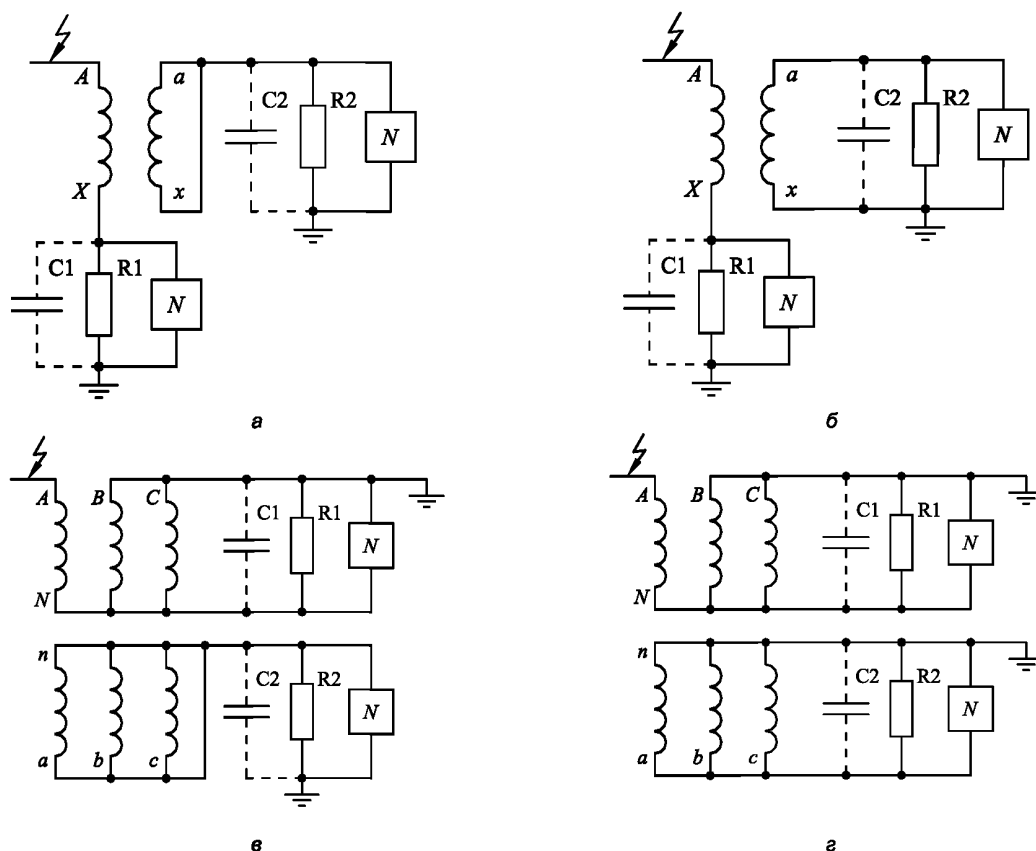 A a A a
C2 R2 N C2 R2 N
X x X x
C1 R1 N C1 R1 N
а б
A B C C1 R1 N A B C C1 R1 N
N N
n C2 R2 N n C2 R2 N
a b c a b c
в г